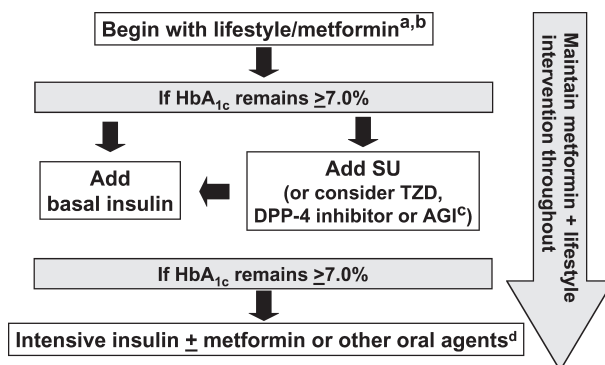 Begin with lifestyle/metforminᵃ,ᵇ
If HbA₁c remains ≥7.0%
Add
basal insulin
Add SU
(or consider TZD,
DPP-4 inhibitor or AGIᶜ)
If HbA₁c remains ≥7.0%
Intensive insulin ± metformin or other oral agentsᵈ
Maintain metformin + lifestyle
intervention throughout